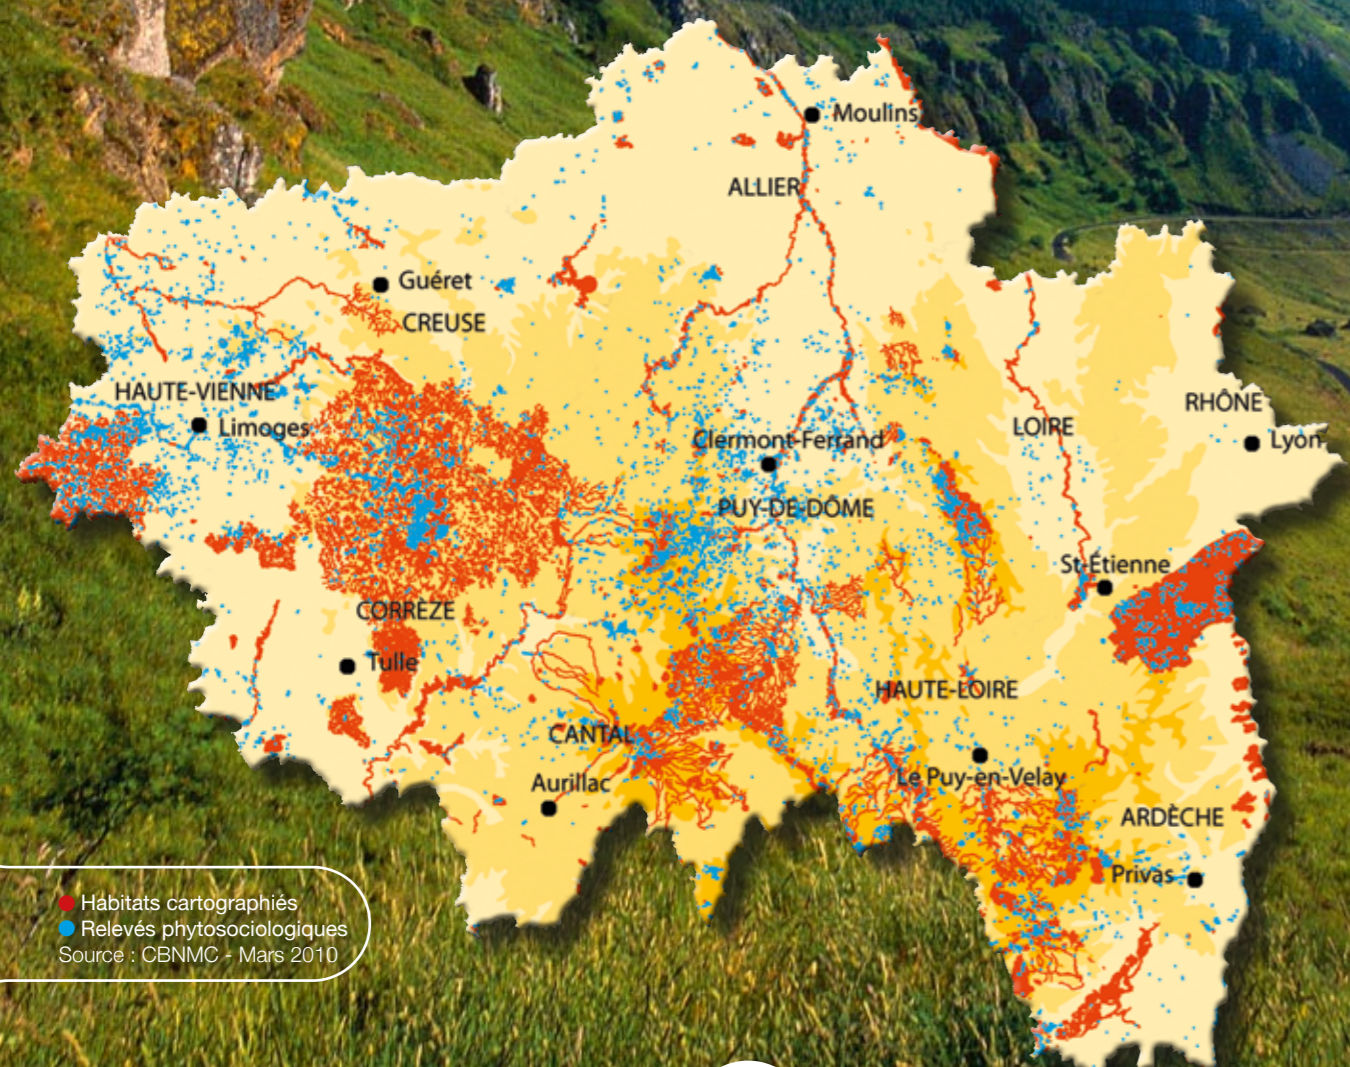 Moulins
ALLIER
Guéret
CREUSE
HAUTE-VIENNE
Limoges
RHÔNE
LOIRE
Lyon
Clermont-Ferrand
PUY-DE-DÔME
St-Étienne
CORRÈZE
Tulle
HAUTE-LOIRE
CANTAL
Le Puy-en-Velay
Aurillac
ARDÈCHE
Privas
Habitats cartographiés
Relevés phytosociologiques
Source : CBNMC - Mars 2010